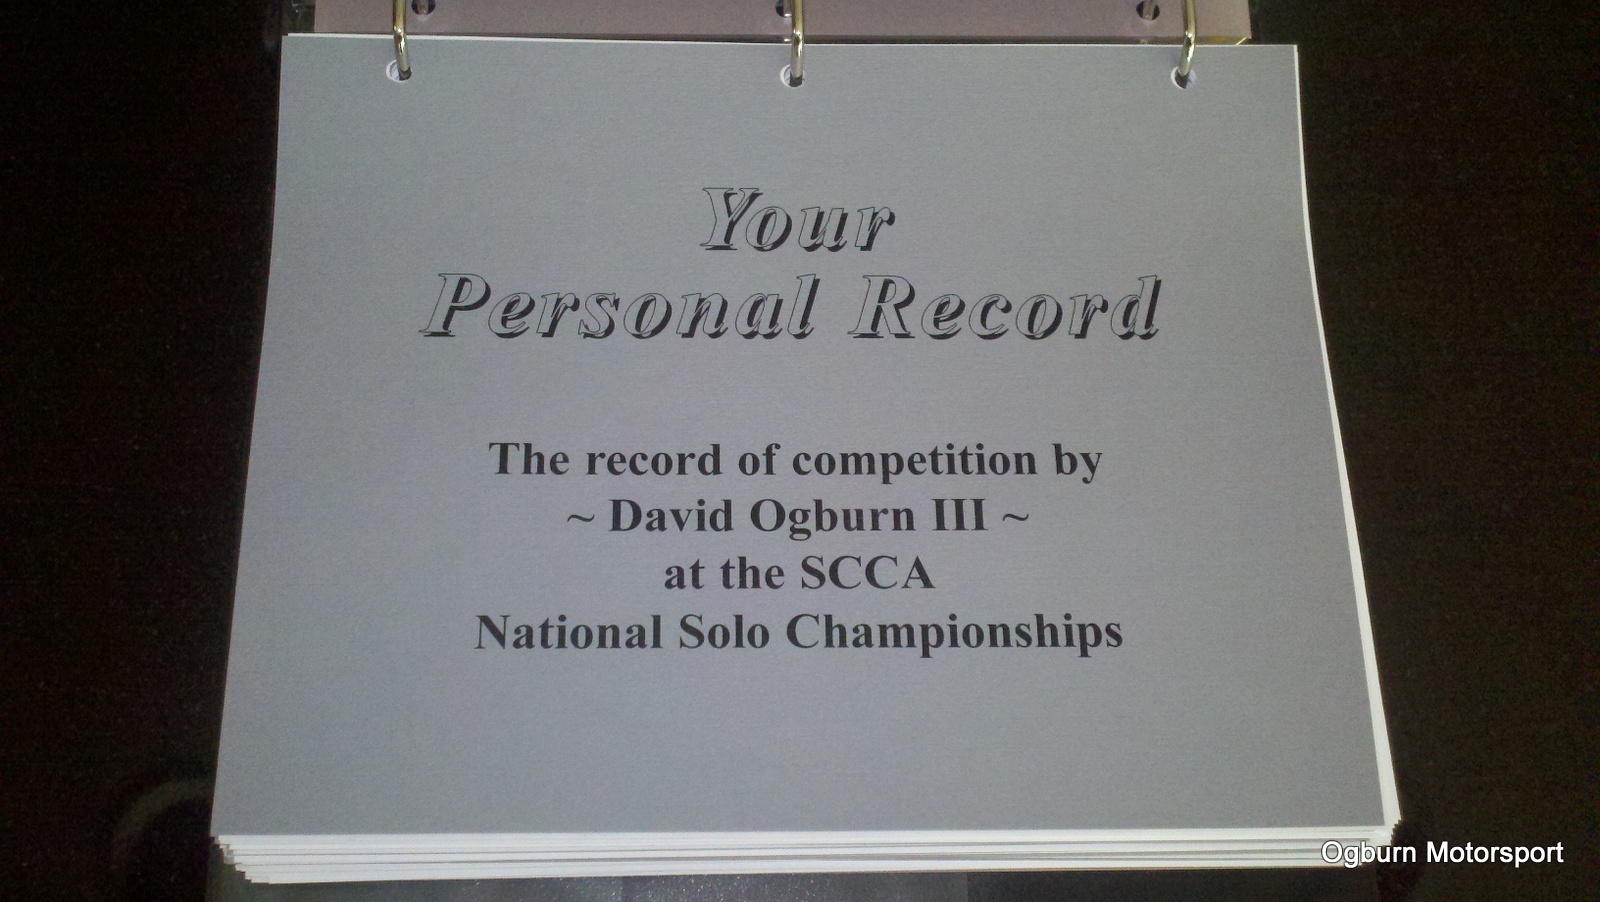 Your
Personal Record
The record of competition by
~ David Ogburn III ~
at the SCCA
National Solo Championships
Ogburn Motorsport